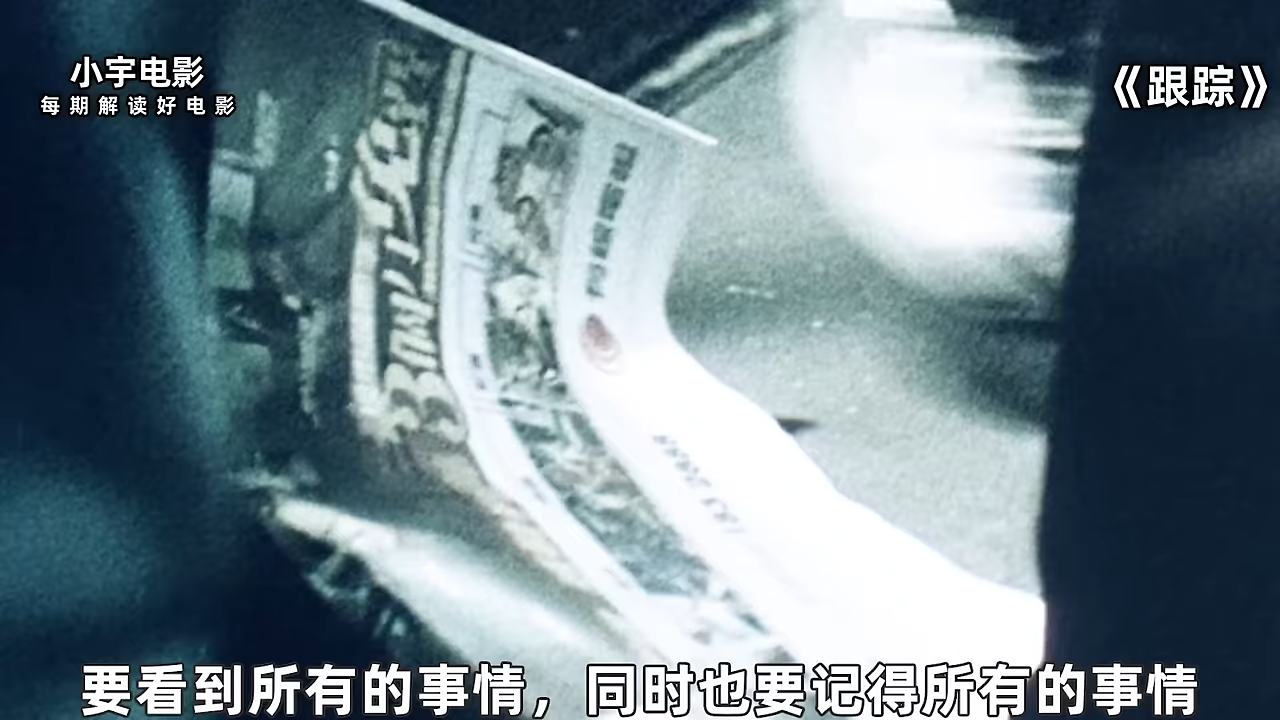 小宇电影
每期解读好电影
《跟踪》
要看到所有的事情，同时也要记得所有的事情